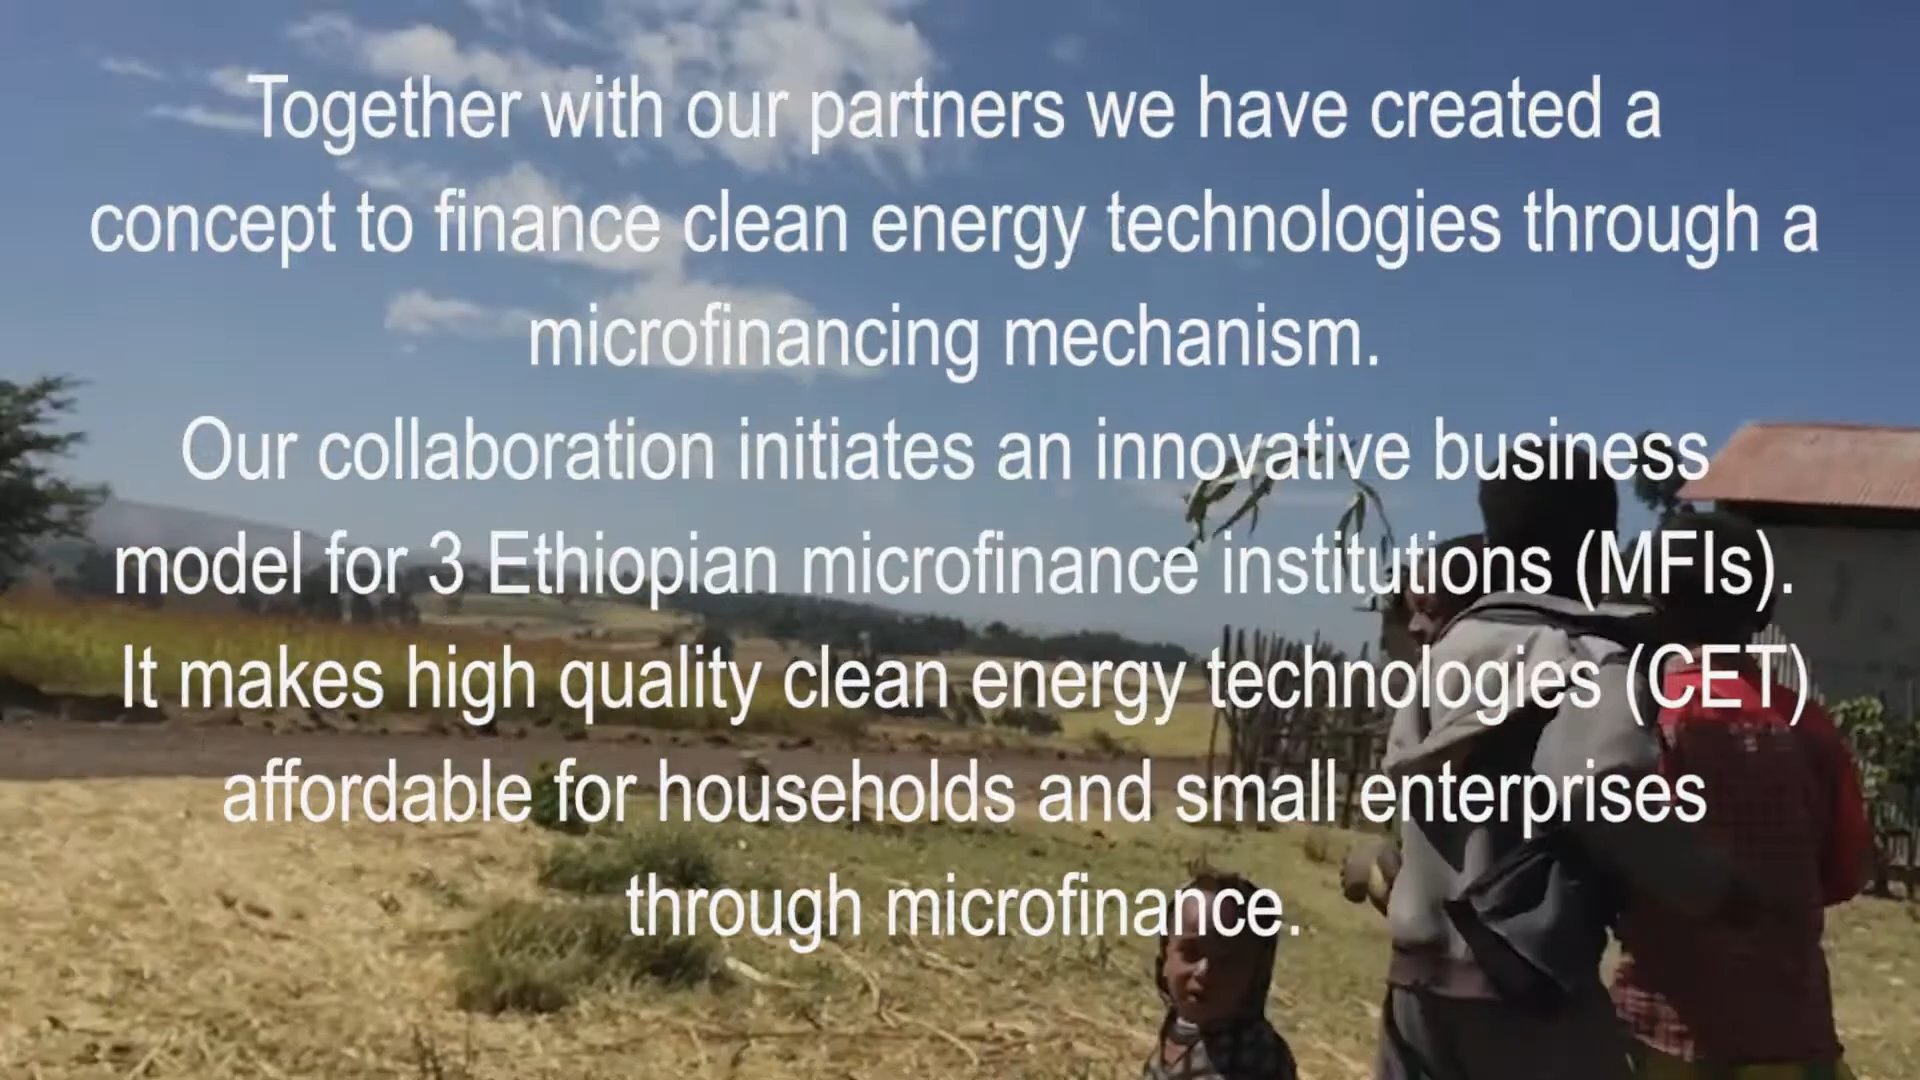 Together with our partners we have created a
concept to finance clean energy technologies through a
microfinancing mechanism.
Our collaboration initiates an innovative business
model for 3 Ethiopian microfinance institutions (MFIs).
It makes high quality clean energy technologies (CET)
affordable for households and small enterprises
through microfinance.